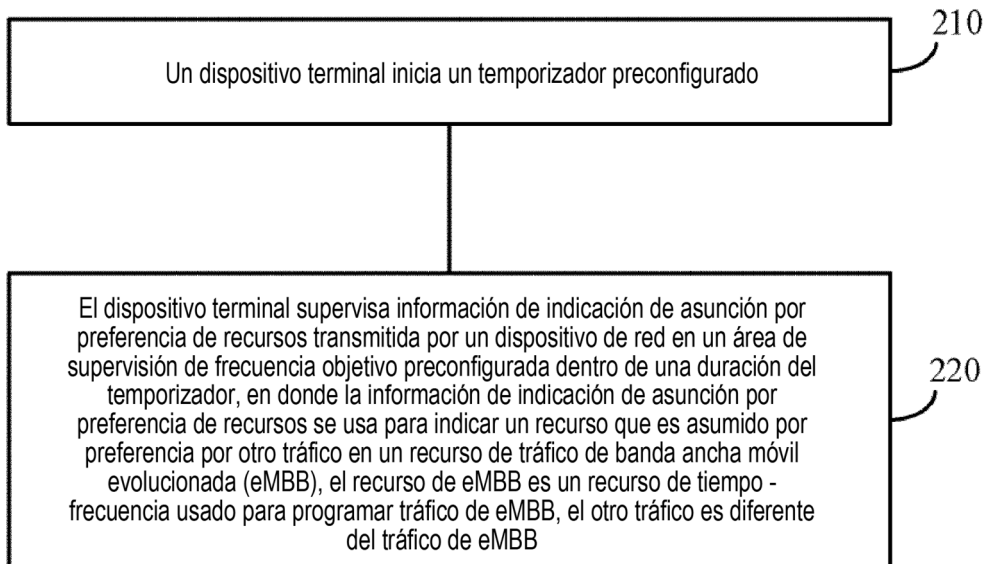 210
Un dispositivo terminal inicia un temporizador preconfigurado
El dispositivo terminal supervisa información de indicación de asunción por
preferencia de recursos transmitida por un dispositivo de red en un área de
supervisión de frecuencia objetivo preconfigurada dentro de una duración del
temporizador, en donde la información de indicación de asunción por
preferencia de recursos se usa para indicar un recurso que es asumido por
preferencia por otro tráfico en un recurso de tráfico de banda ancha móvil
evolucionada (eMBB), el recurso de eMBB es un recurso de tiempo -
frecuencia usado para programar tráfico de eMBB, el otro tráfico es diferente
del tráfico de eMBB
220